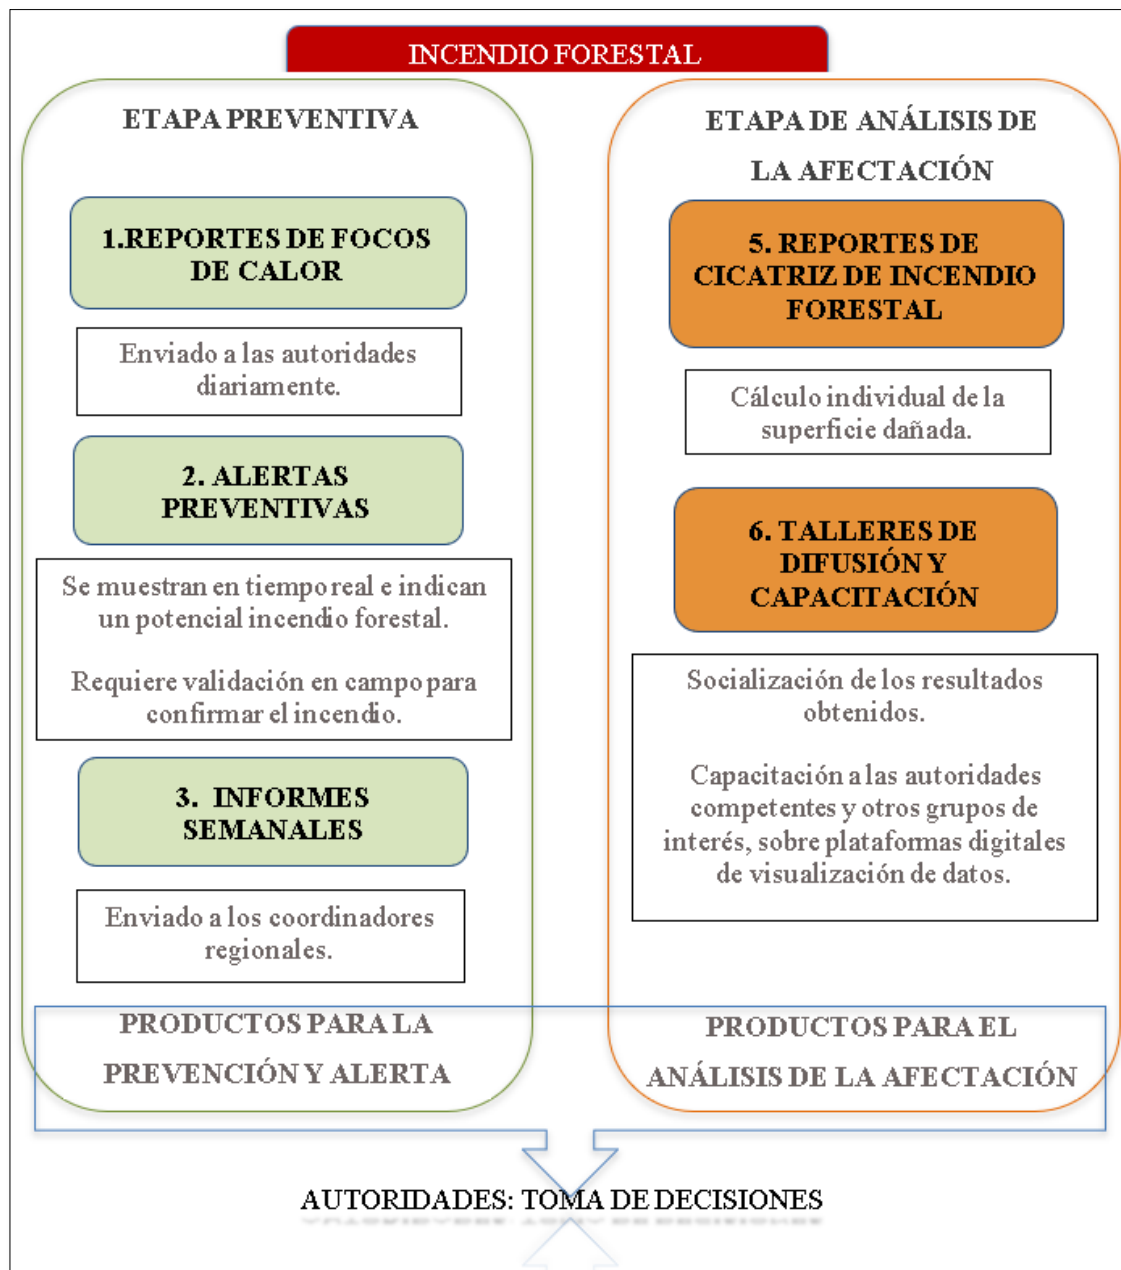 INCENDIO FORESTAL
ETAPA PREVENTIVA
1.REPORTES DE FOCOS
DE CALOR
Enviado a las autoridades
diariamente.
2. ALERTAS
PREVENTIVAS
Se muestran en tiempo real e indican
un potencial incendio forestal.
Requiere validación en campo para
confirmar el incendio.
3. INFORMES
SEMANALES
Enviado a los coordinadores
regionales.
PRODUCTOS PARA LA
PREVENCIÓN Y ALERTA
ETAPA DE ANÁLISIS DE
LA AFECTACIÓN
5. REPORTES DE
CICATRIZ DE INCENDIO
FORESTAL
Cálculo individual de la
superficie dañada.
6. TALLERES DE
DIFUSIÓN Y
CAPACITACIÓN
Socialización de los resultados
obtenidos.
Capacitación a las autoridades
competentes y otros grupos de
interés, sobre plataformas digitales
de visualización de datos.
PRODUCTOS PARA EL
ANÁLISIS DE LA AFECTACIÓN
AUTORIDADES: TOMA DE DECISIONES